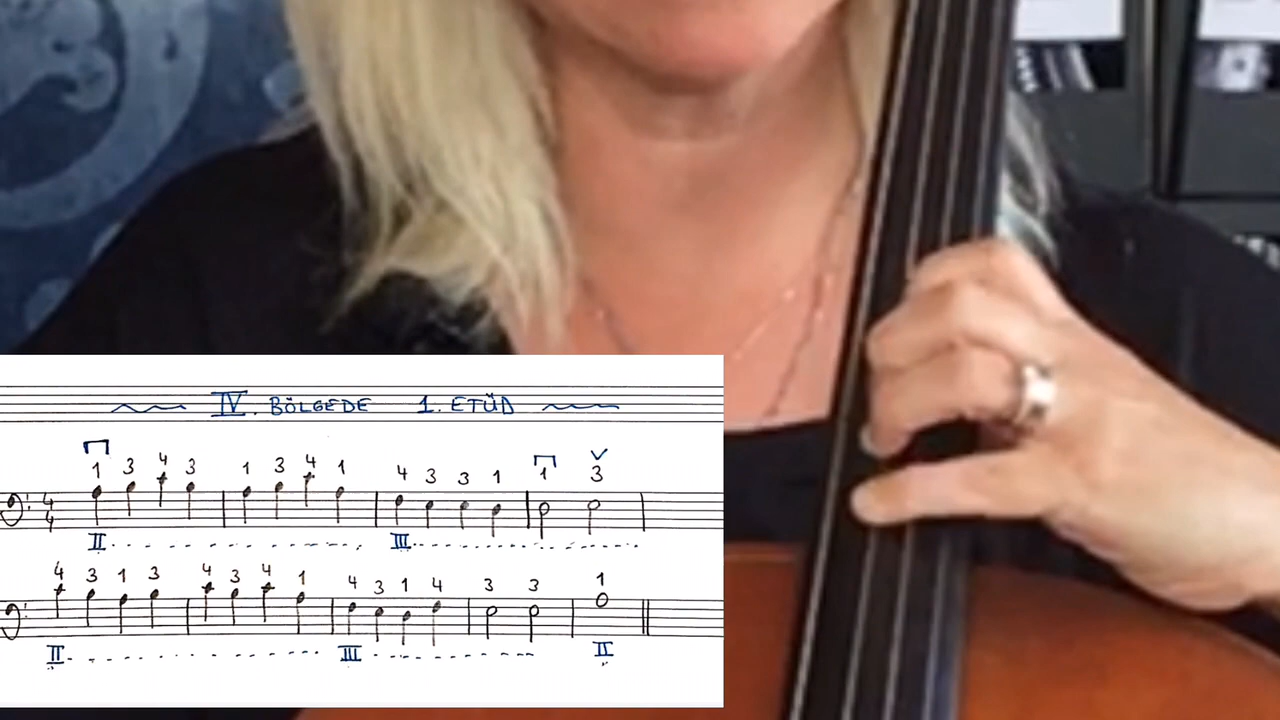 IV. BÖLGEDE 1. ETÜD
1 3 4 3 1 3 4 1 4 3 3 1 1 3
4 4
II III
4 3 1 3 4 3 4 1 4 3 1 4 3 3 1
II III II